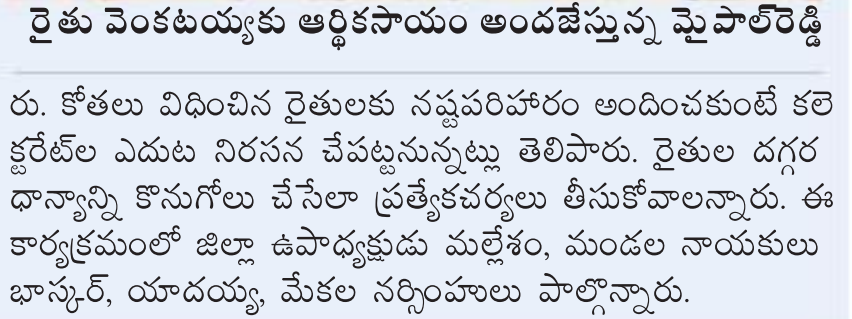 రైతు వెంకటయ్యకు ఆర్థికసాయం అందజేస్తున్న మైపాల్‌రెడ్డి
రు. కోతలు విధించిన రైతులకు నష్టపరిహారం అందించకుంటే కలె
క్టరేట్‌ల ఎదుట నిరసన చేపట్టనున్నట్లు తెలిపారు. రైతుల దగ్గర
ధాన్యాన్ని కొనుగోలు చేసేలా ప్రత్యేకచర్యలు తీసుకోవాలన్నారు. ఈ
కార్యక్రమంలో జిల్లా ఉపాధ్యక్షుడు మల్లేశం, మండల నాయకులు
భాస్కర్, యాదయ్య, మేకల నర్సింహులు పాల్గొన్నారు.